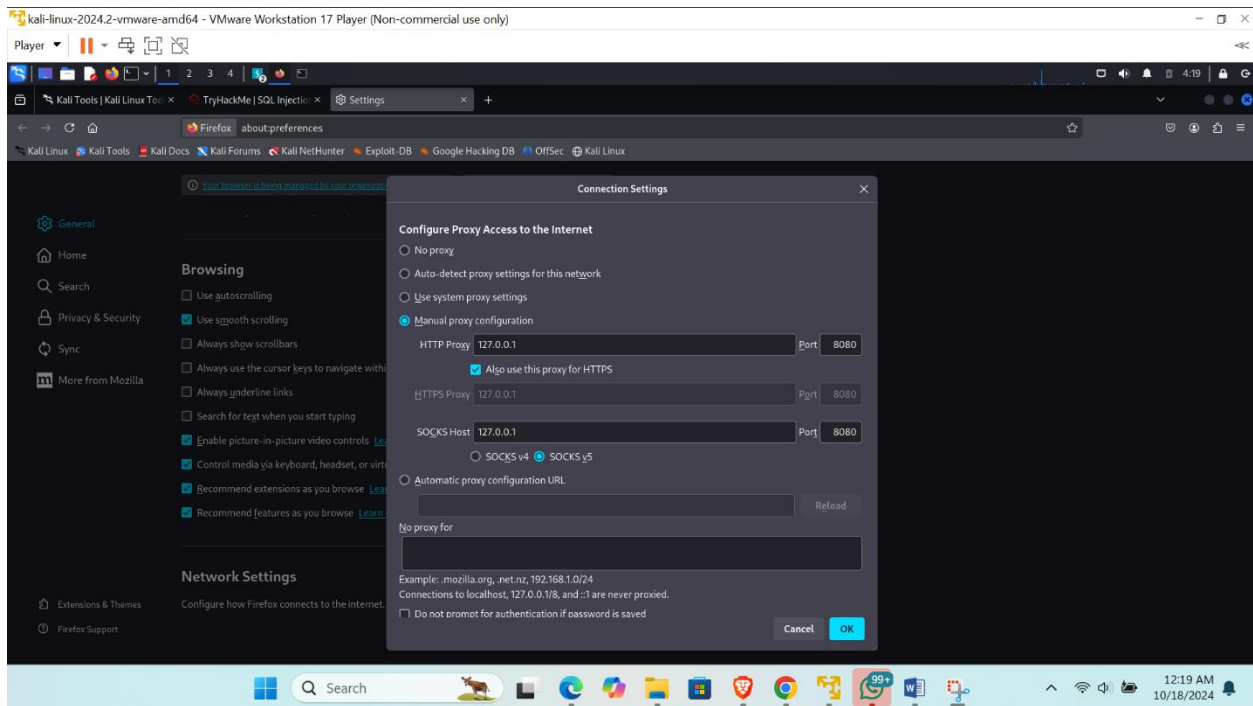 kali-linux-2024.2-vmware-amd64 - VMware Workstation 17 Player (Non-commercial use only)
Player
1 2 3 4
4:19
Kali Tools | Kali Linux Too
TryHackMe | SQL Injection
Settings
Firefox about:preferences
Kali Linux Kali Tools Kali Docs Kali Forums Kali NetHunter Exploit-DB Google Hacking DB OffSec Kali Linux
Your browser is being managed by your organizati
General
Home
Search
Privacy & Security
Sync
More from Mozilla
Extensions & Themes
Firefox Support
Browsing
Use autoscrolling
Use smooth scrolling
Always show scrollbars
Always use the cursor keys to navigate withi
Always underline links
Search for text when you start typing
Enable picture-in-picture video controls Lea
Control media via keyboard, headset, or virtu
Recommend extensions as you browse Lear
Recommend features as you browse Learn
Network Settings
Configure how Firefox connects to the internet.
Connection Settings
Configure Proxy Access to the Internet
No proxy
Auto-detect proxy settings for this network
Use system proxy settings
Manual proxy configuration
HTTP Proxy 127.0.0.1 Port 8080
Also use this proxy for HTTPS
HTTPS Proxy 127.0.0.1 Port 8080
SOCKS Host 127.0.0.1 Port 8080
SOCKS v4 SOCKS v5
Automatic proxy configuration URL
Reload
No proxy for
Example: .mozilla.org, .net.nz, 192.168.1.0/24
Connections to localhost, 127.0.0.1/8, and ::1 are never proxied.
Do not prompt for authentication if password is saved
Cancel OK
Search
99+
12:19 AM
10/18/2024